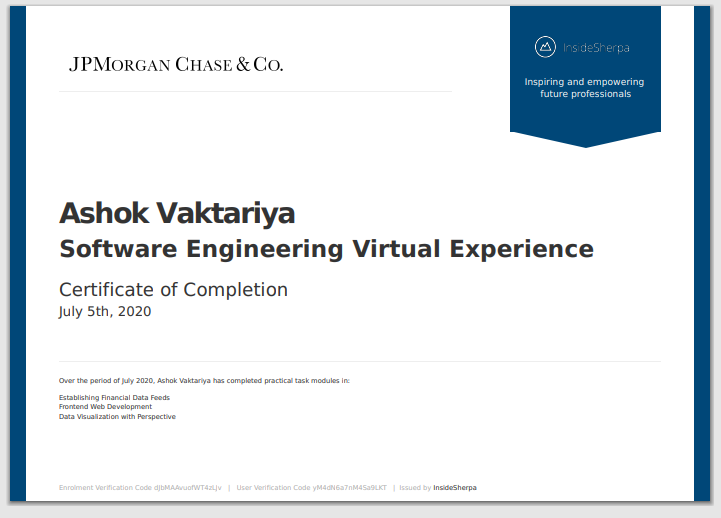 JPMORGAN CHASE & CO.
InsideSherpa
Inspiring and empowering
future professionals
Ashok Vaktariya
Software Engineering Virtual Experience
Certificate of Completion
July 5th, 2020
Over the period of July 2020, Ashok Vaktariya has completed practical task modules in:
Establishing Financial Data Feeds
Frontend Web Development
Data Visualization with Perspective
Enrolment Verification Code | User Verification Code | Issued by InsideSherpa